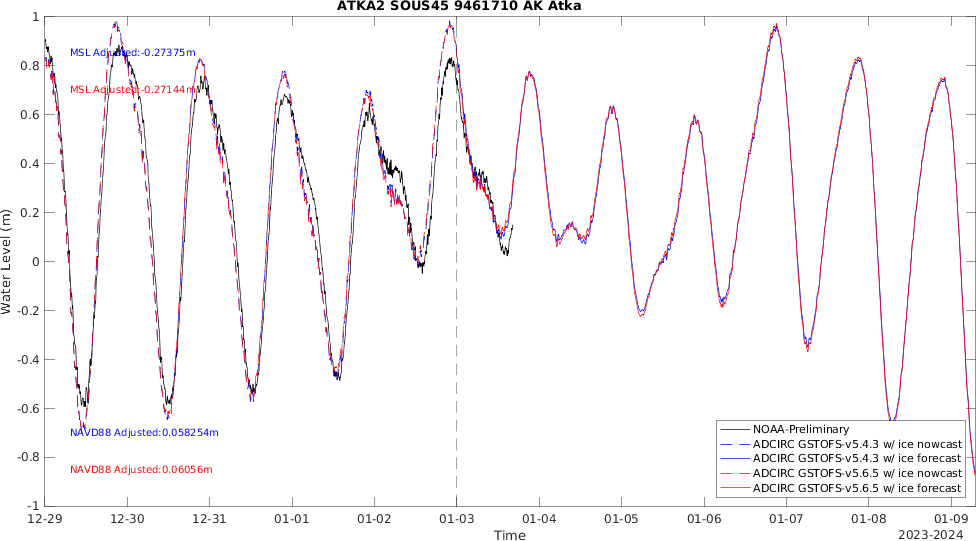 ATKA2 SOUS45 9461710 AK Atka
1
0.8
0.6
0.4
0.2
0
-0.2
-0.4
-0.6
-0.8
-1
Water Level (m)
MSL Adjusted:-0.27375m
MSL Adjusted:-0.27144m
NAVD88 Adjusted:0.058254m
NAVD88 Adjusted:0.06056m
NOAA-Preliminary
ADCIRC GSTOFS-v5.4.3 w/ ice nowcast
ADCIRC GSTOFS-v5.4.3 w/ ice forecast
ADCIRC GSTOFS-v5.6.5 w/ ice nowcast
ADCIRC GSTOFS-v5.6.5 w/ ice forecast
12-29 12-30 12-31 01-01 01-02 01-03 01-04 01-05 01-06 01-07 01-08 01-09
Time
2023-2024